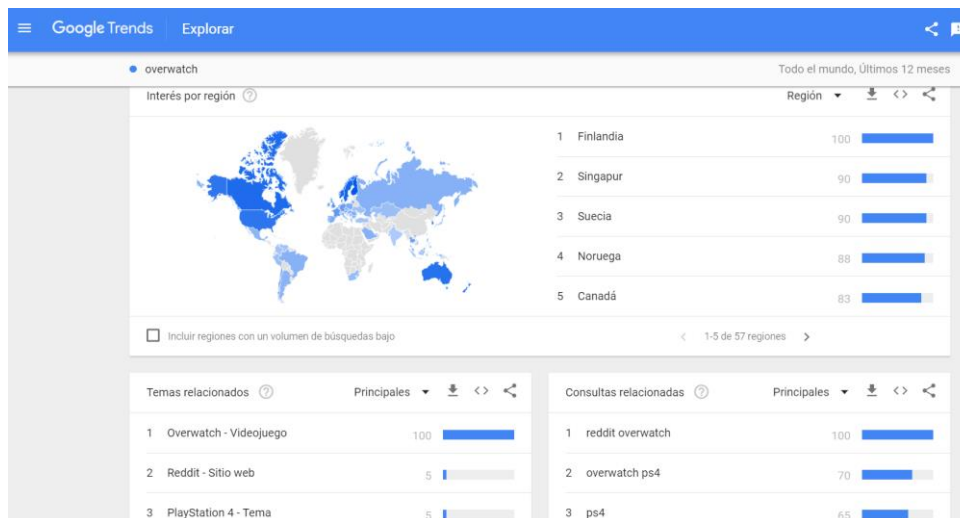 Google Trends Explorar
overwatch Todo el mundo, Últimos 12 meses
Interés por región Región
1 Finlandia 100
2 Singapur 90
3 Suecia 90
4 Noruega 88
5 Canadá 83
Incluir regiones con un volumen de búsquedas bajo 1-5 de 57 regiones
Temas relacionados Principales
1 Overwatch - Videojuego 100
2 Reddit - Sitio web 5
3 PlayStation 4 - Tema 5
Consultas relacionadas Principales
1 reddit overwatch 100
2 overwatch ps4 70
3 ps4 65